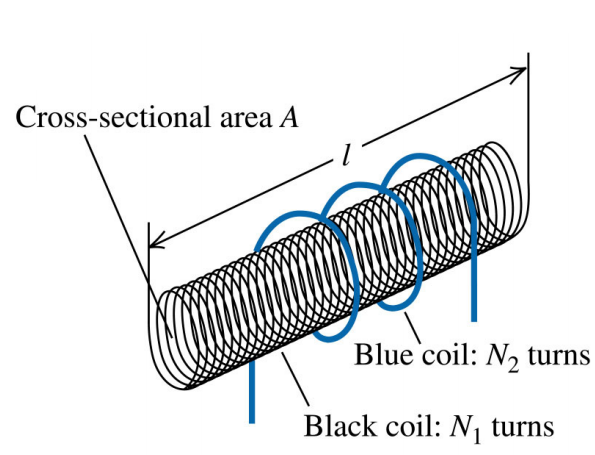 Cross-sectional area A
l
Blue coil: N₂ turns
Black coil: N₁ turns